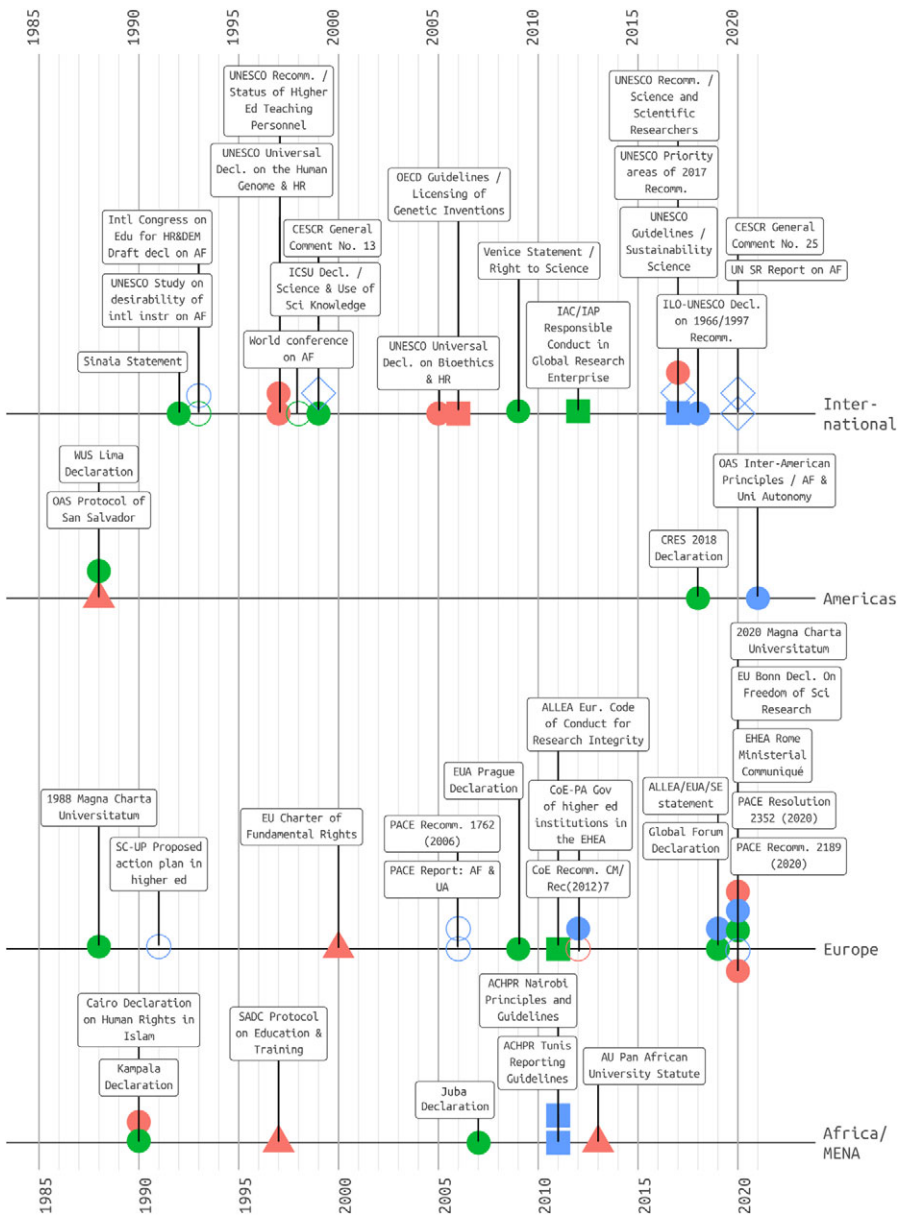 1985
1990
1995
2000
2005
2010
2015
2020
UNESCO Recomm. /
Status of Higher
Ed Teaching
Personnel
UNESCO Universal
Decl. on the Human
Genome & HR
Intl Congress on
Edu for HR&DEM
Draft decl on AF
UNESCO Study on
desirability of
intl instr on AF
Sinaia Statement
CESCR General
Comment No. 13
ICSU Decl. /
Science & Use of
Sci Knowledge
World conference
on AF
OECD Guidelines /
Licensing of
Genetic Inventions
UNESCO Universal
Decl. on Bioethics
& HR
Venice Statement /
Right to Science
IAC/IAP
Responsible
Conduct in
Global Research
Enterprise
UNESCO Recomm. /
Science and
Scientific
Researchers
UNESCO Priority
areas of 2017
Recomm.
UNESCO
Guidelines /
Sustainability
Science
ILO-UNESCO Decl.
on 1966/1997
Recomm.
CESCR General
Comment No. 25
UN SR Report on AF
Inter-
national
WUS Lima
Declaration
OAS Protocol of
San Salvador
CRES 2018
Declaration
OAS Inter-American
Principles / AF &
Uni Autonomy
Americas
1988 Magna Charta
Universitatum
SC-UP Proposed
action plan in
higher ed
EU Charter of
Fundamental Rights
PACE Recomm. 1762
(2006)
PACE Report: AF &
UA
EUA Prague
Declaration
ALLEA Eur. Code
of Conduct for
Research Integrity
CoE-PA Gov
of higher ed
institutions in
the EHEA
CoE Recomm. CM/
Rec(2012)7
ALLEA/EUA/SE
statement
Global Forum
Declaration
2020 Magna Charta
Universitatum
EU Bonn Decl. On
Freedom of Sci
Research
EHEA Rome
Ministerial
Communiqué
PACE Resolution
2352 (2020)
PACE Recomm. 2189
(2020)
Europe
Cairo Declaration
on Human Rights in
Islam
Kampala
Declaration
SADC Protocol
on Education &
Training
Juba
Declaration
ACHPR Nairobi
Principles and
Guidelines
ACHPR Tunis
Reporting
Guidelines
AU Pan African
University Statute
Africa/
MENA
1985
1990
1995
2000
2005
2010
2015
2020